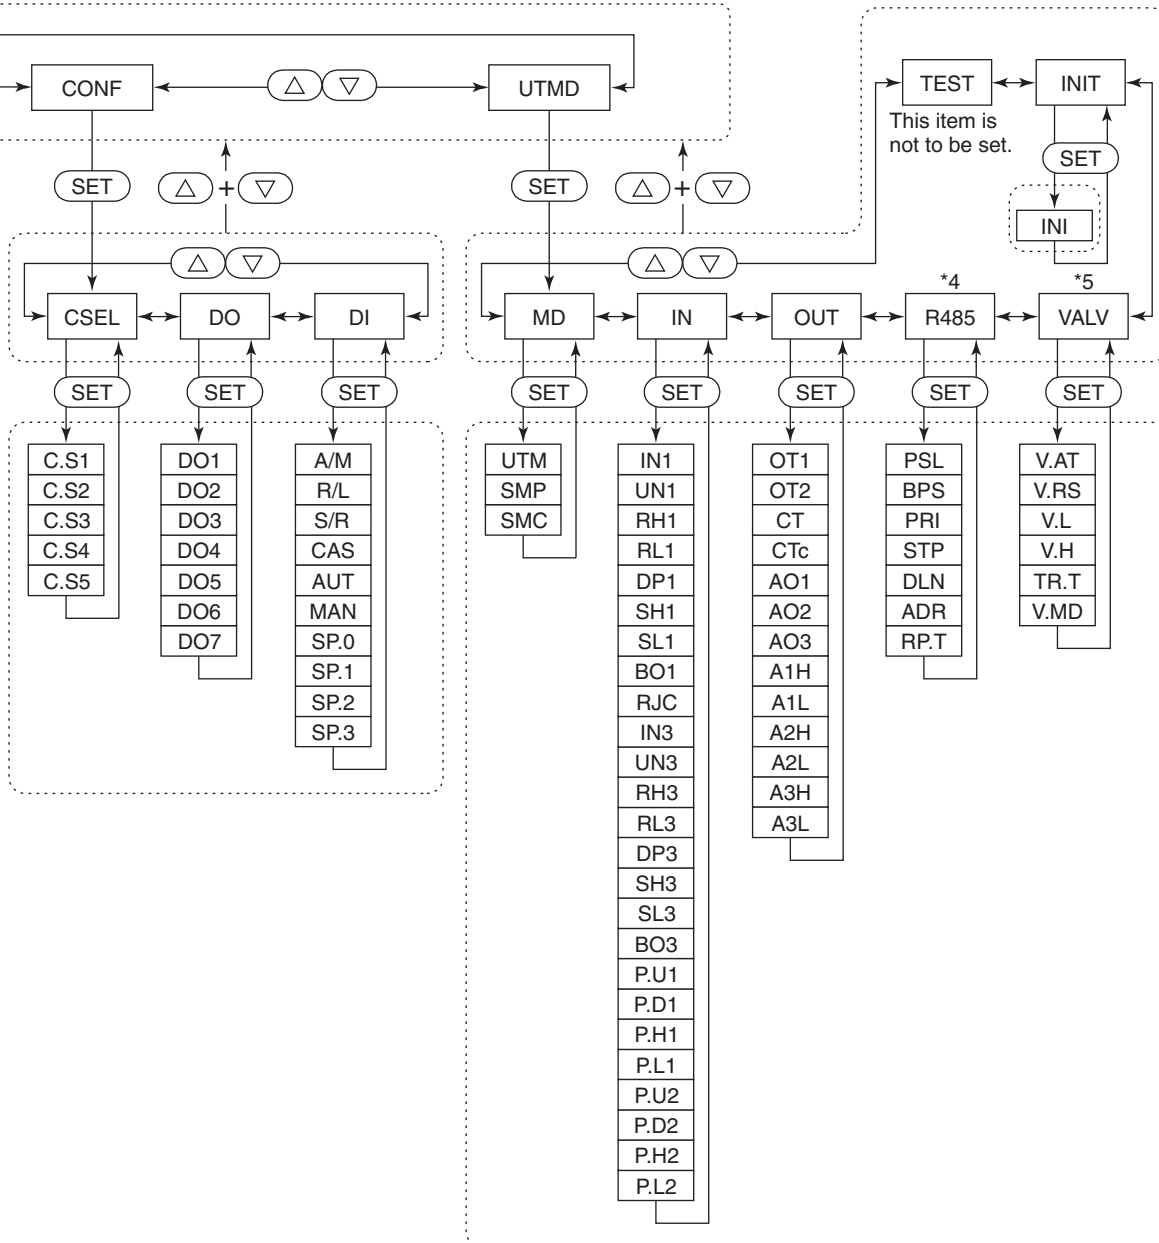 CONF
UTMD
TEST
INIT
This item is
not to be set.
SET
+
SET
+
SET
INI
*4
*5
CSEL
DO
DI
MD
IN
OUT
R485
VALV
SET
SET
SET
SET
SET
SET
SET
SET
C.S1
C.S2
C.S3
C.S4
C.S5
DO1
DO2
DO3
DO4
DO5
DO6
DO7
A/M
R/L
S/R
CAS
AUT
MAN
SP.0
SP.1
SP.2
SP.3
UTM
SMP
SMC
IN1
UN1
RH1
RL1
DP1
SH1
SL1
BO1
RJC
IN3
UN3
RH3
RL3
DP3
SH3
SL3
BO3
P.U1
P.D1
P.H1
P.L1
P.U2
P.D2
P.H2
P.L2
OT1
OT2
CT
CTc
AO1
AO2
AO3
A1H
A1L
A2H
A2L
A3H
A3L
PSL
BPS
PRI
STP
DLN
ADR
RP.T
V.AT
V.RS
V.L
V.H
TR.T
V.MD